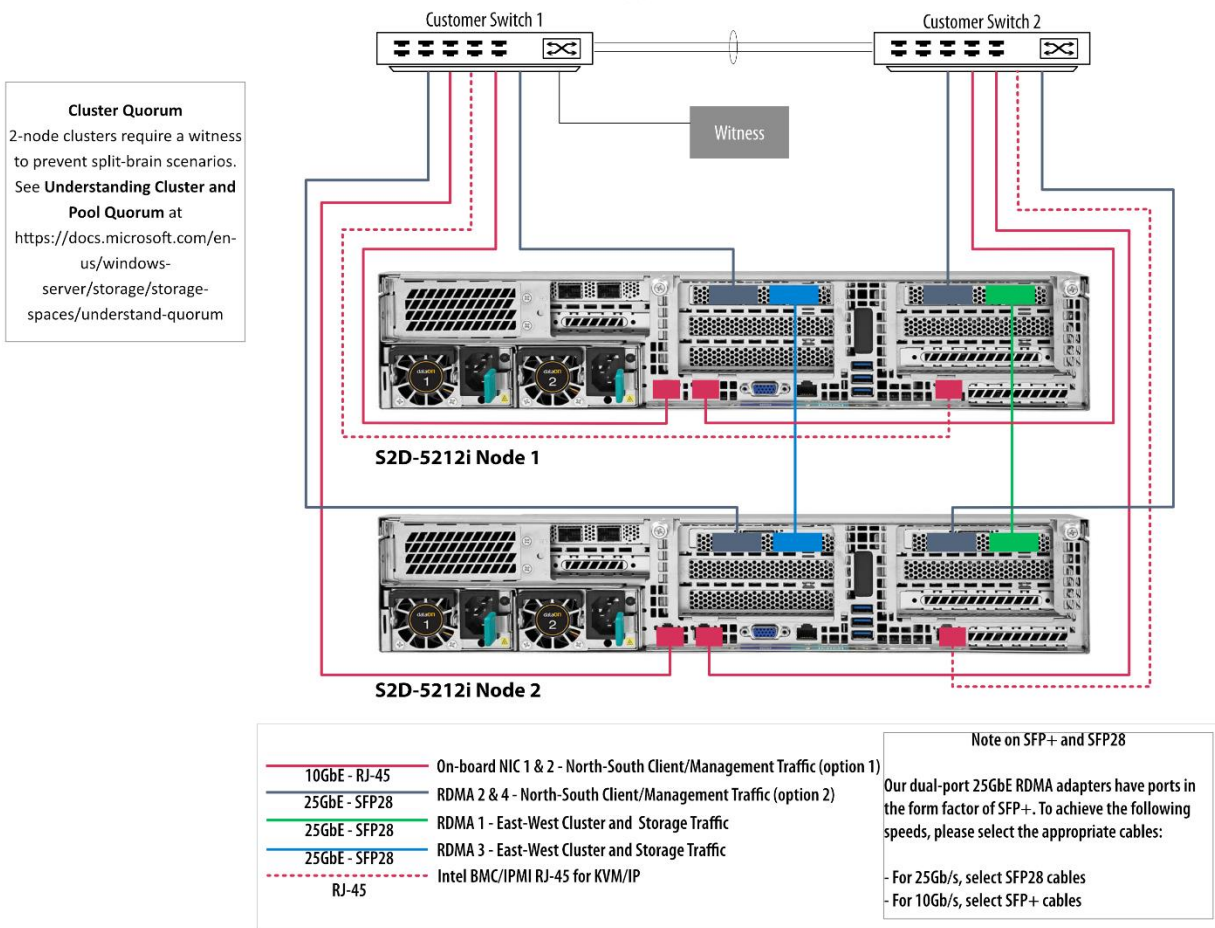 Customer Switch 1
Customer Switch 2
Cluster Quorum
2-node clusters require a witness
to prevent split-brain scenarios.
See Understanding Cluster and
Pool Quorum at
https://docs.microsoft.com/en-
us/windows-
server/storage/storage-
spaces/understand-quorum
Witness
dataON
1
dataON
2
S2D-5212i Node 1
dataON
1
dataON
2
S2D-5212i Node 2
10GbE - RJ-45
On-board NIC 1 & 2 - North-South Client/Management Traffic (option 1)
25GbE - SFP28
RDMA 2 & 4 - North-South Client/Management Traffic (option 2)
25GbE - SFP28
RDMA 1 - East-West Cluster and Storage Traffic
25GbE - SFP28
RDMA 3 - East-West Cluster and Storage Traffic
RJ-45
Intel BMC/IPMI RJ-45 for KVM/IP
Note on SFP+ and SFP28
Our dual-port 25GbE RDMA adapters have ports in
the form factor of SFP+. To achieve the following
speeds, please select the appropriate cables:
- For 25Gb/s, select SFP28 cables
- For 10Gb/s, select SFP+ cables